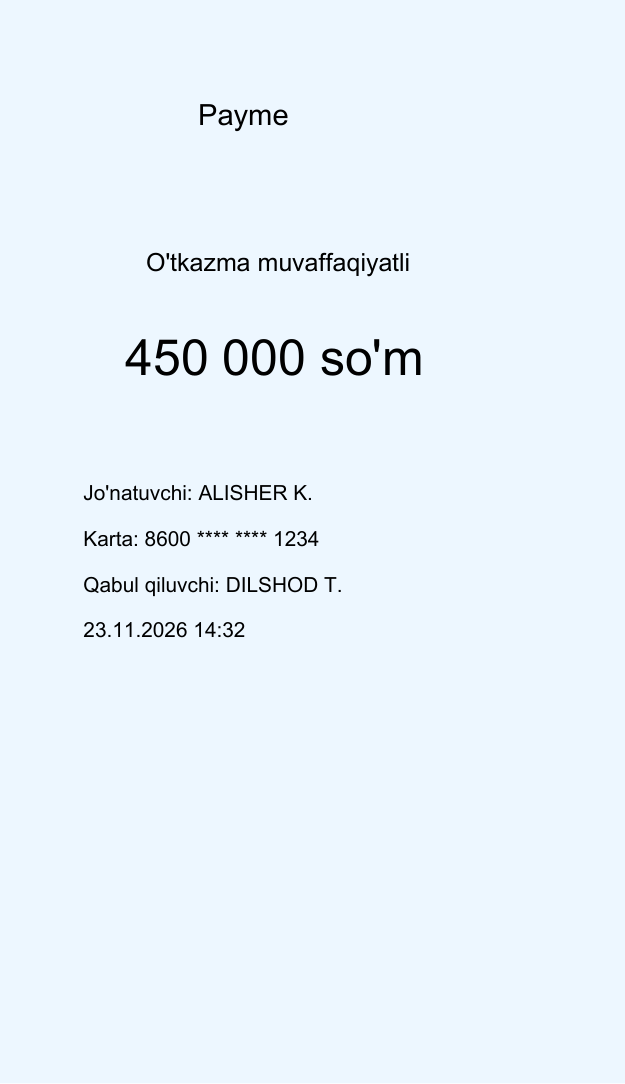 Payme
O'tkazma muvaffaqiyatli
450 000 so'm
Jo'natuvchi: ALISHER K.
Karta: 8600 **** **** 1234
Qabul qiluvchi: DILSHOD T.
23.11.2026 14:32